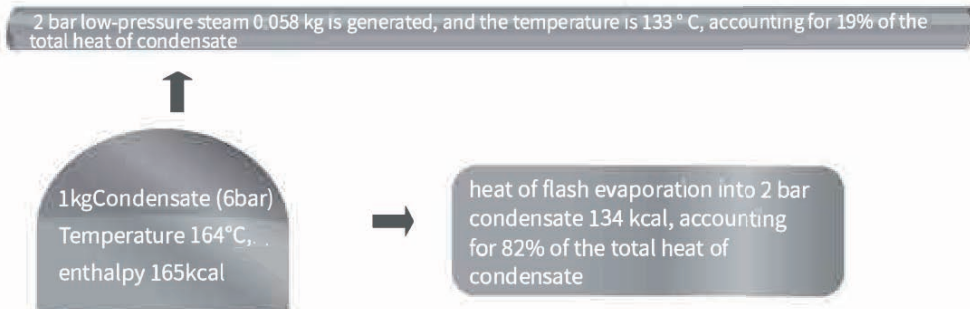 2 bar low-pressure steam 0.058 kg is generated, and the temperature is 133 ° C, accounting for 19% of the
total heat of condensate
1kgCondensate (6bar)
Temperature 164°C,
enthalpy 165kcal
heat of flash evaporation into 2 bar
condensate 134 kcal, accounting
for 82% of the total heat of
condensate